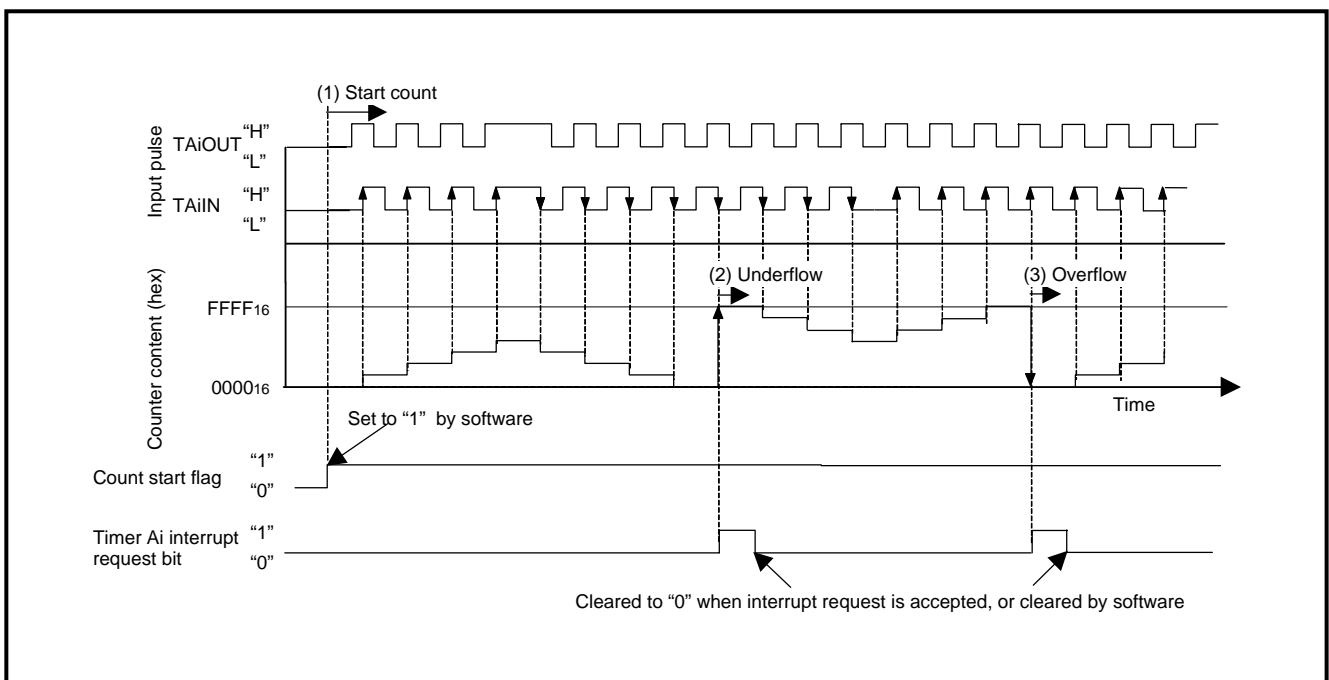 (1) Start count
Input pulse
TAiOUT
“H”
“L”
TAiIN
“H”
“L”
Counter content (hex)
FFFF16
(2) Underflow
(3) Overflow
000016
Time
Set to “1” by software
Count start flag
“1”
“0”
Timer Ai interrupt
request bit
“1”
“0”
Cleared to “0” when interrupt request is accepted, or cleared by software